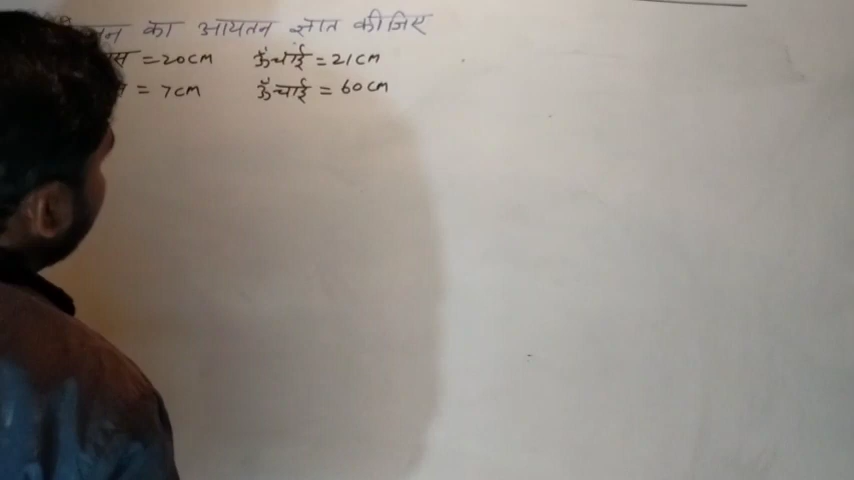 का आयतन ज्ञात कीजिए
= 20CM ऊँचाई = 21CM
= 7CM ऊँचाई = 60CM